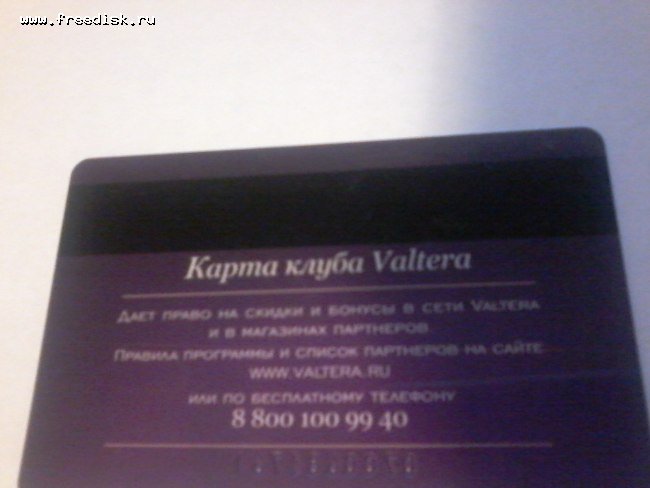 www.freedisk.ru
Карта клуба Valtera
Дает право на скидки и бонусы в сети Valtera
и в магазинах партнеров
Правила программы и список партнеров на сайте
www.valtera.ru
или по бесплатному телефону
8 800 100 99 40